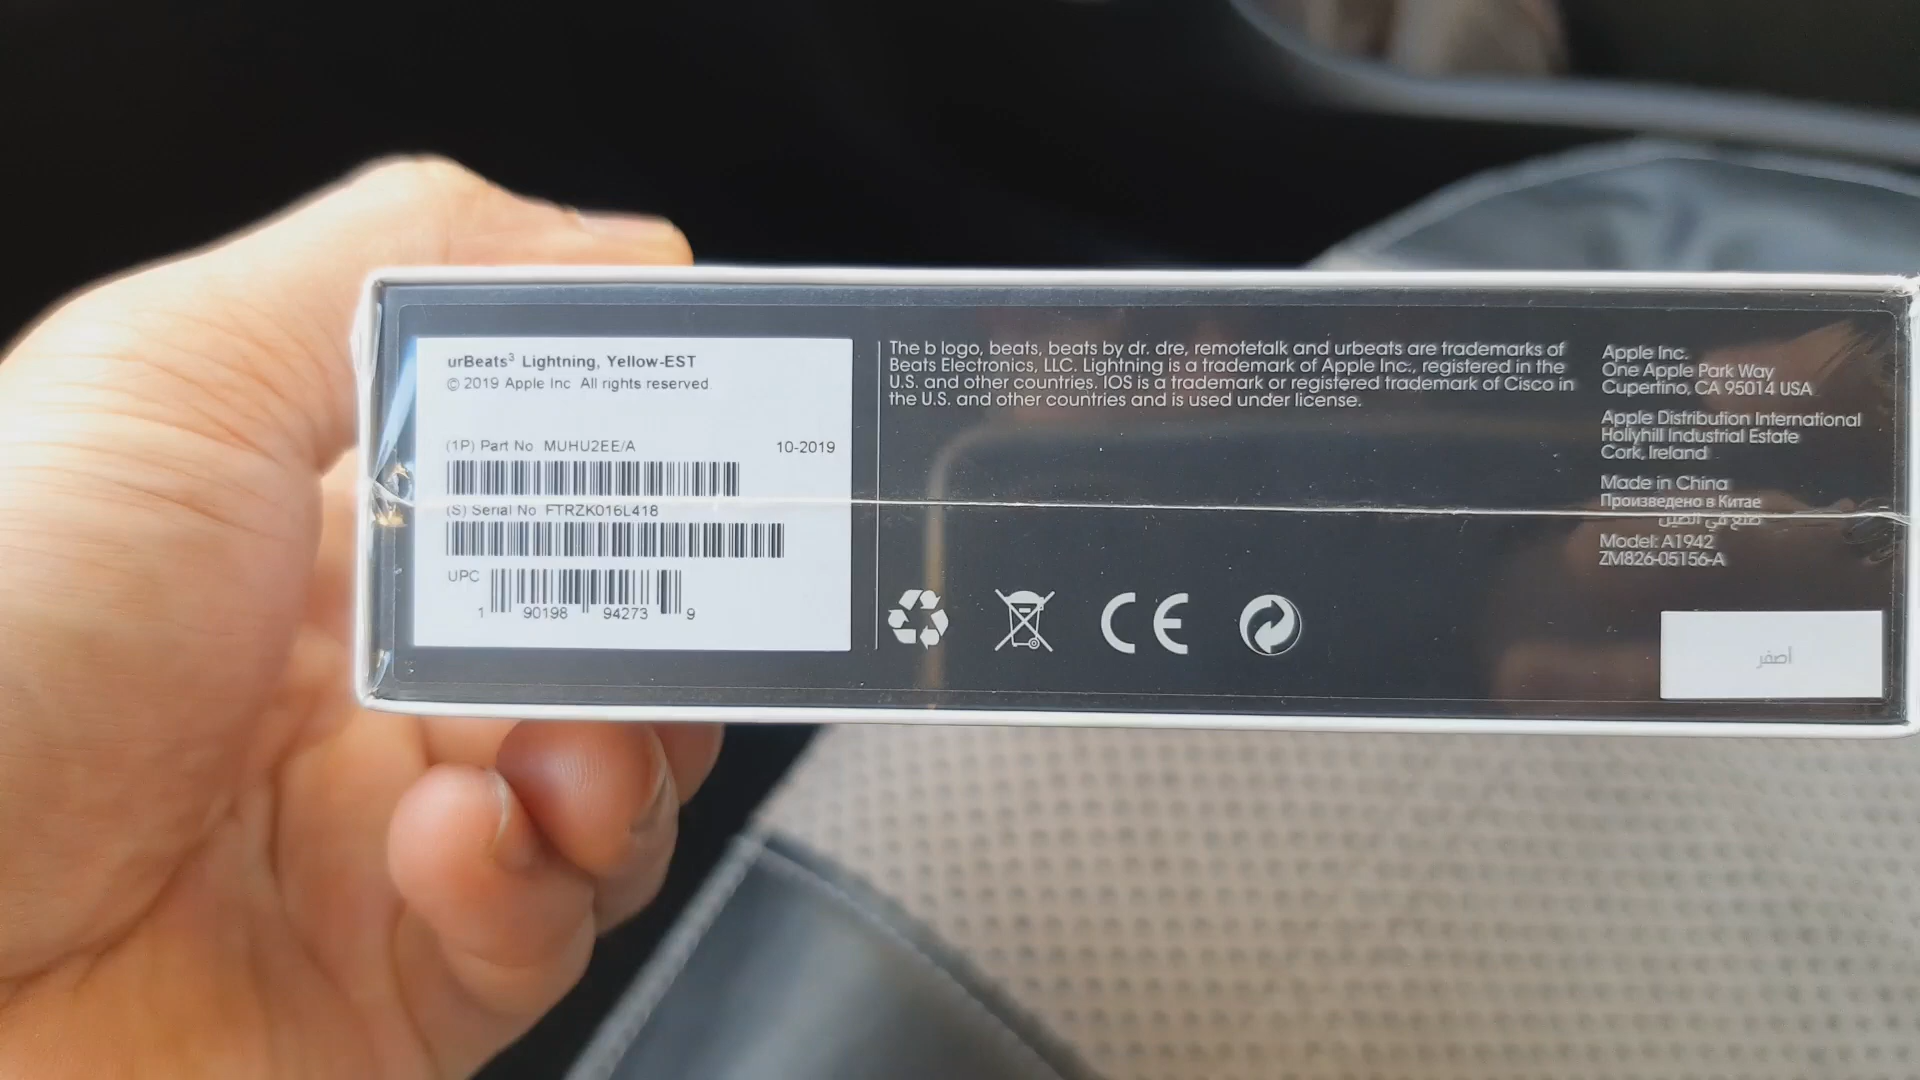 urBeats³ Lightning, Yellow-EST
© 2019 Apple Inc All rights reserved.
(1P) Part No MUHU2EE/A
10-2019
(S) Serial No FTRZK016L418
UPC
1 90198 94273 9
The b logo, beats, beats by dr. dre, remotetalk and urbeats are trademarks of
Beats Electronics, LLC. Lightning is a trademark of Apple Inc., registered in the
U.S. and other countries. IOS is a trademark or registered trademark of Cisco in
the U.S. and other countries and is used under license.
CE
Apple Inc.
One Apple Park Way
Cupertino, CA 95014 USA
Apple Distribution International
Hollyhill Industrial Estate
Cork, Ireland
Made in China
Произведено в Китае
صنع في الصين
Model: A1942
ZM826-05156-A
أصفر